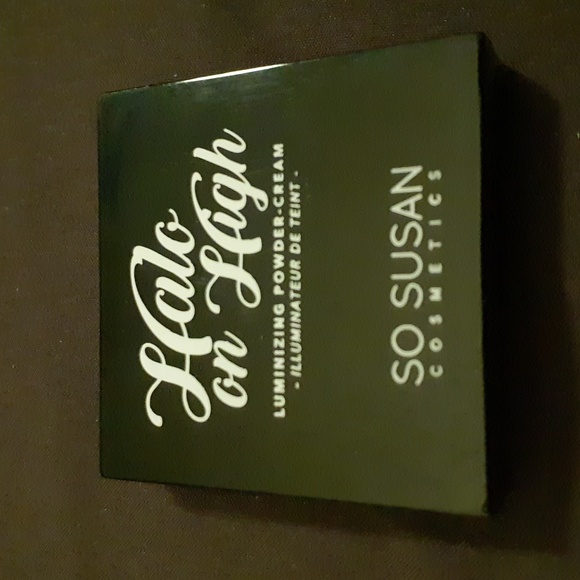 Halo
on High
LUMINIZING POWDER-CREAM
- ILLUMINATEUR DE TEINT -
SO SUSAN
COSMETICS